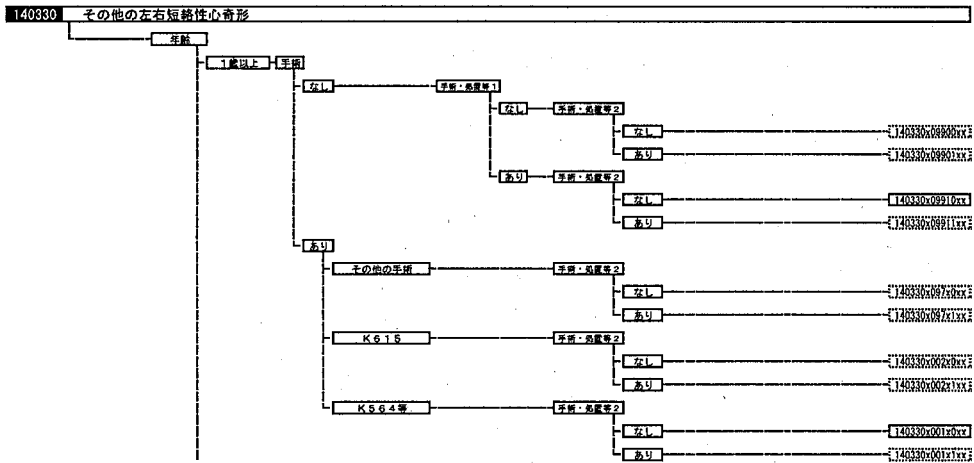 140330 その他の左右短絡性心奇形
年齢
1歳以上 手術
なし 手術・処置等1
なし 手術・処置等2
なし 140330x09900xx
あり 140330x09901xx
あり 手術・処置等2
なし 140330x09910xx
あり 140330x09911xx
あり
その他の手術 手術・処置等2
なし 140330x097x0xx
あり 140330x097x1xx
K615 手術・処置等2
なし 140330x002x0xx
あり 140330x002x1xx
K564等 手術・処置等2
なし 140330x001x0xx
あり 140330x001x1xx